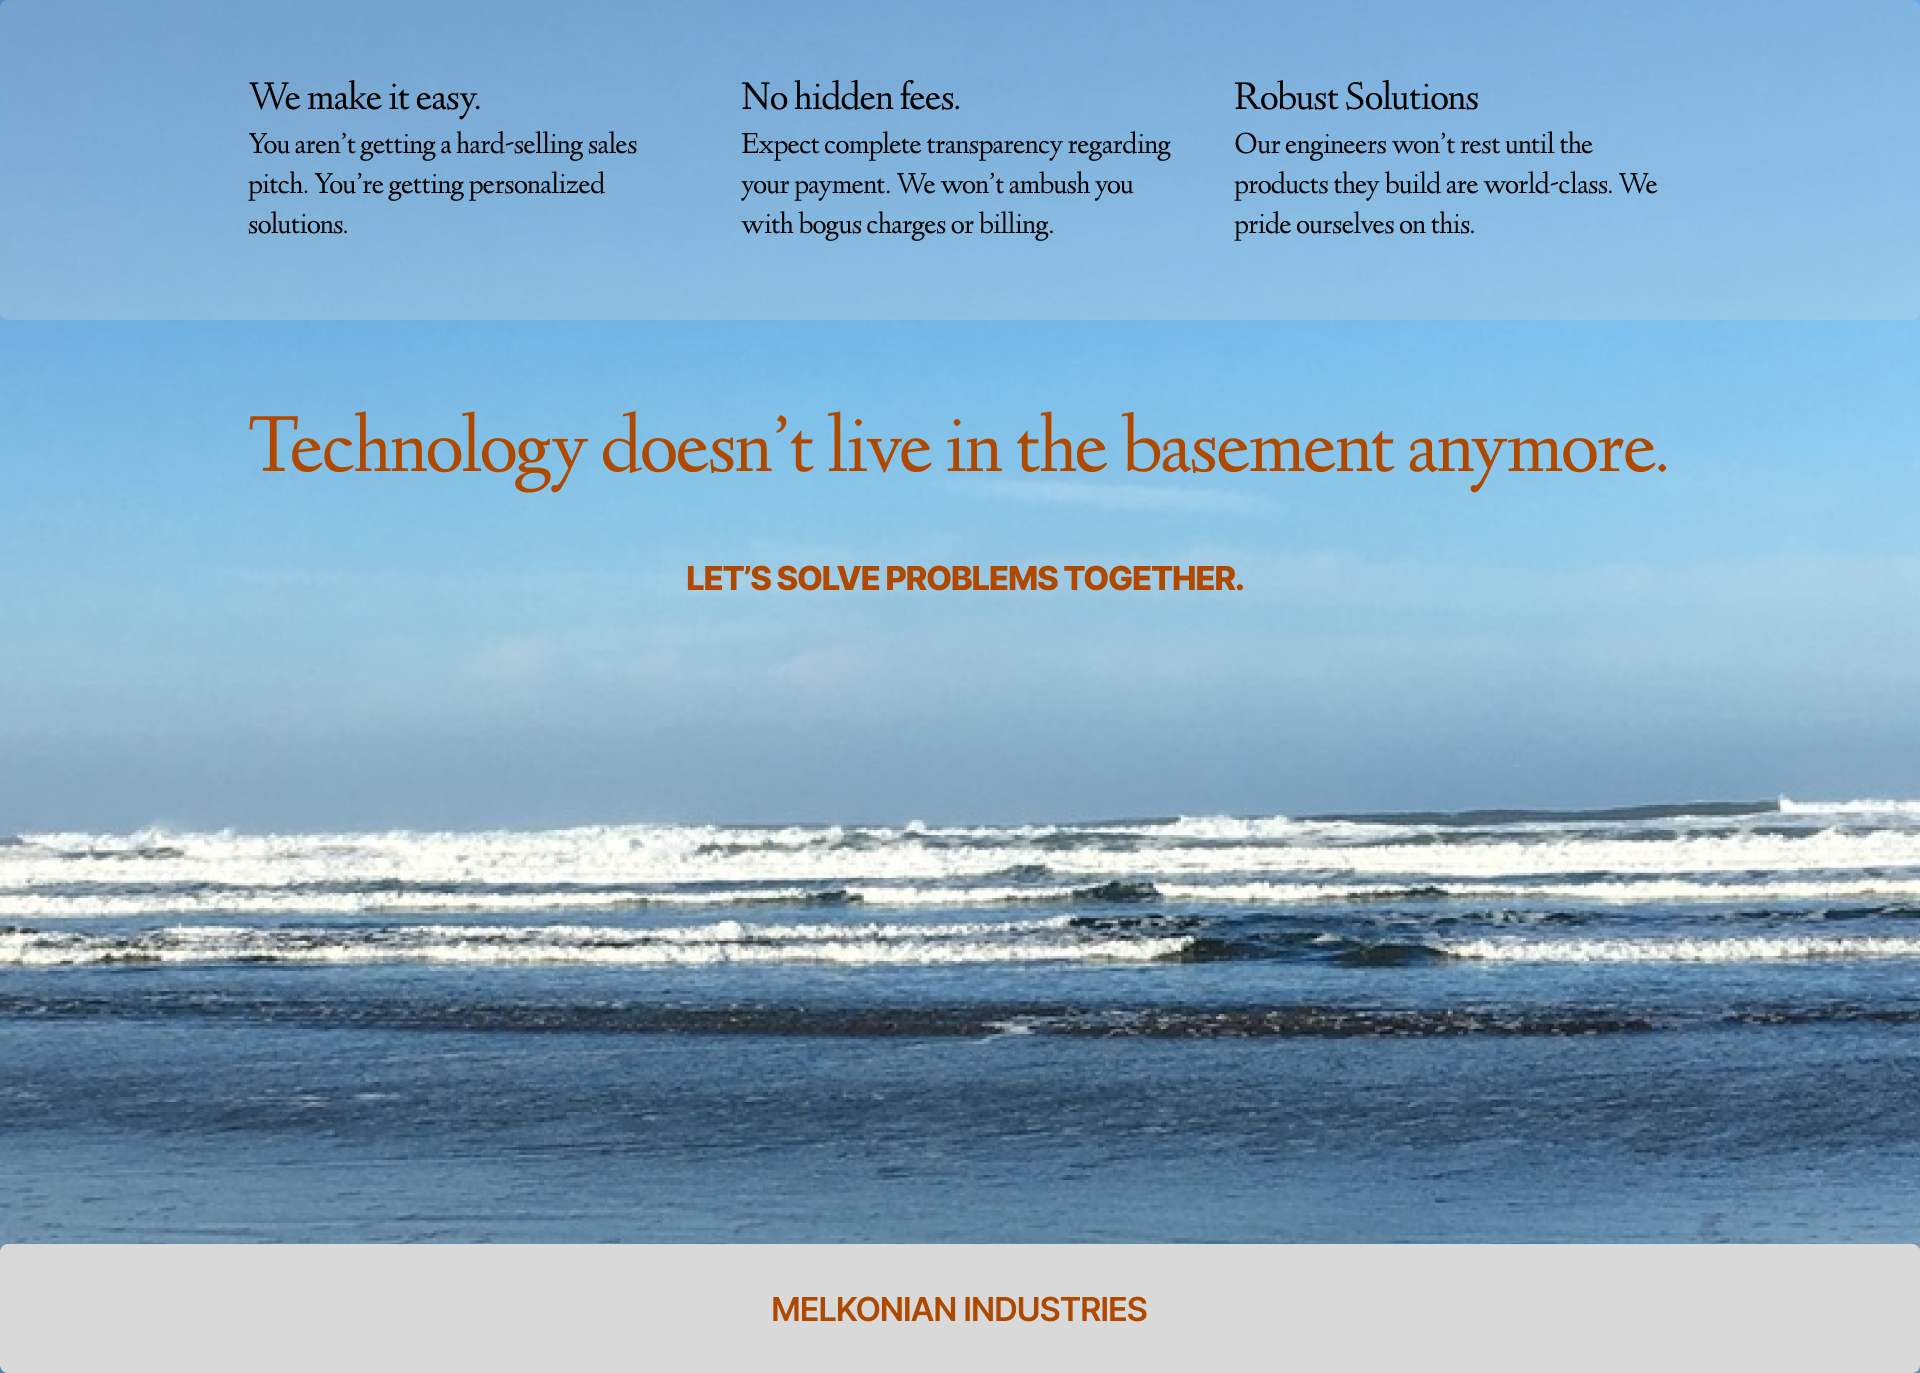 We make it easy.
You aren’t getting a hard-selling sales
pitch. You’re getting personalized
solutions.
No hidden fees.
Expect complete transparency regarding
your payment. We won’t ambush you
with bogus charges or billing.
Robust Solutions
Our engineers won’t rest until the
products they build are world-class. We
pride ourselves on this.
Technology doesn’t live in the basement anymore.
LET’S SOLVE PROBLEMS TOGETHER.
MELKONIAN INDUSTRIES